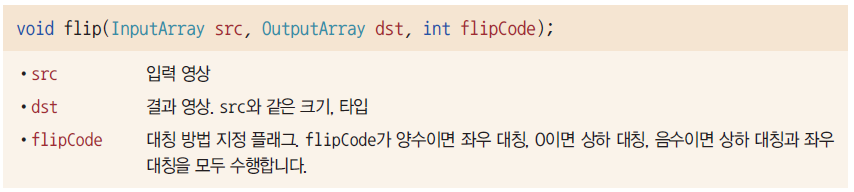 void flip(InputArray src, OutputArray dst, int flipCode);
• src 입력 영상
• dst 결과 영상. src와 같은 크기, 타입
• flipCode 대칭 방법 지정 플래그. flipCode가 양수이면 좌우 대칭, 0이면 상하 대칭, 음수이면 상하 대칭과 좌우
대칭을 모두 수행합니다.